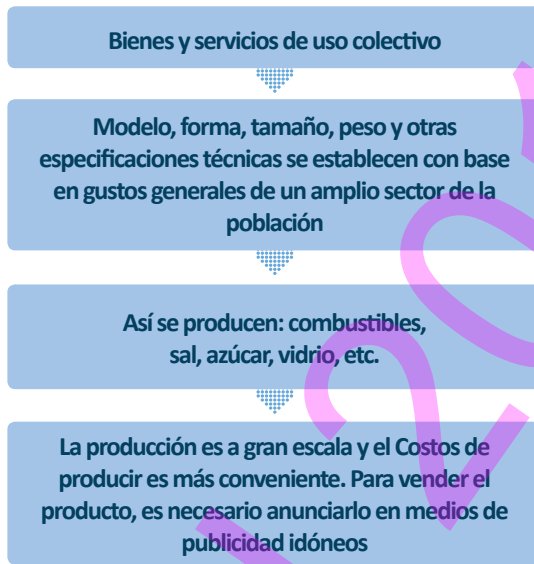 Bienes y servicios de uso colectivo
Modelo, forma, tamaño, peso y otras
especificaciones técnicas se establecen con base
en gustos generales de un amplio sector de la
población
Así se producen: combustibles,
sal, azúcar, vidrio, etc.
La producción es a gran escala y el Costos de
producir es más conveniente. Para vender el
producto, es necesario anunciarlo en medios de
publicidad idóneos